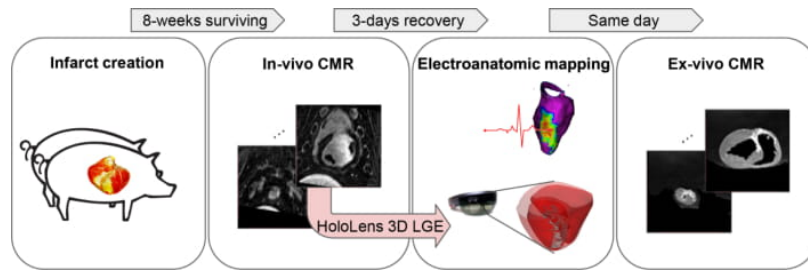 8-weeks surviving
3-days recovery
Same day
Infarct creation
In-vivo CMR
Electroanatomic mapping
Ex-vivo CMR
...
...
HoloLens 3D LGE